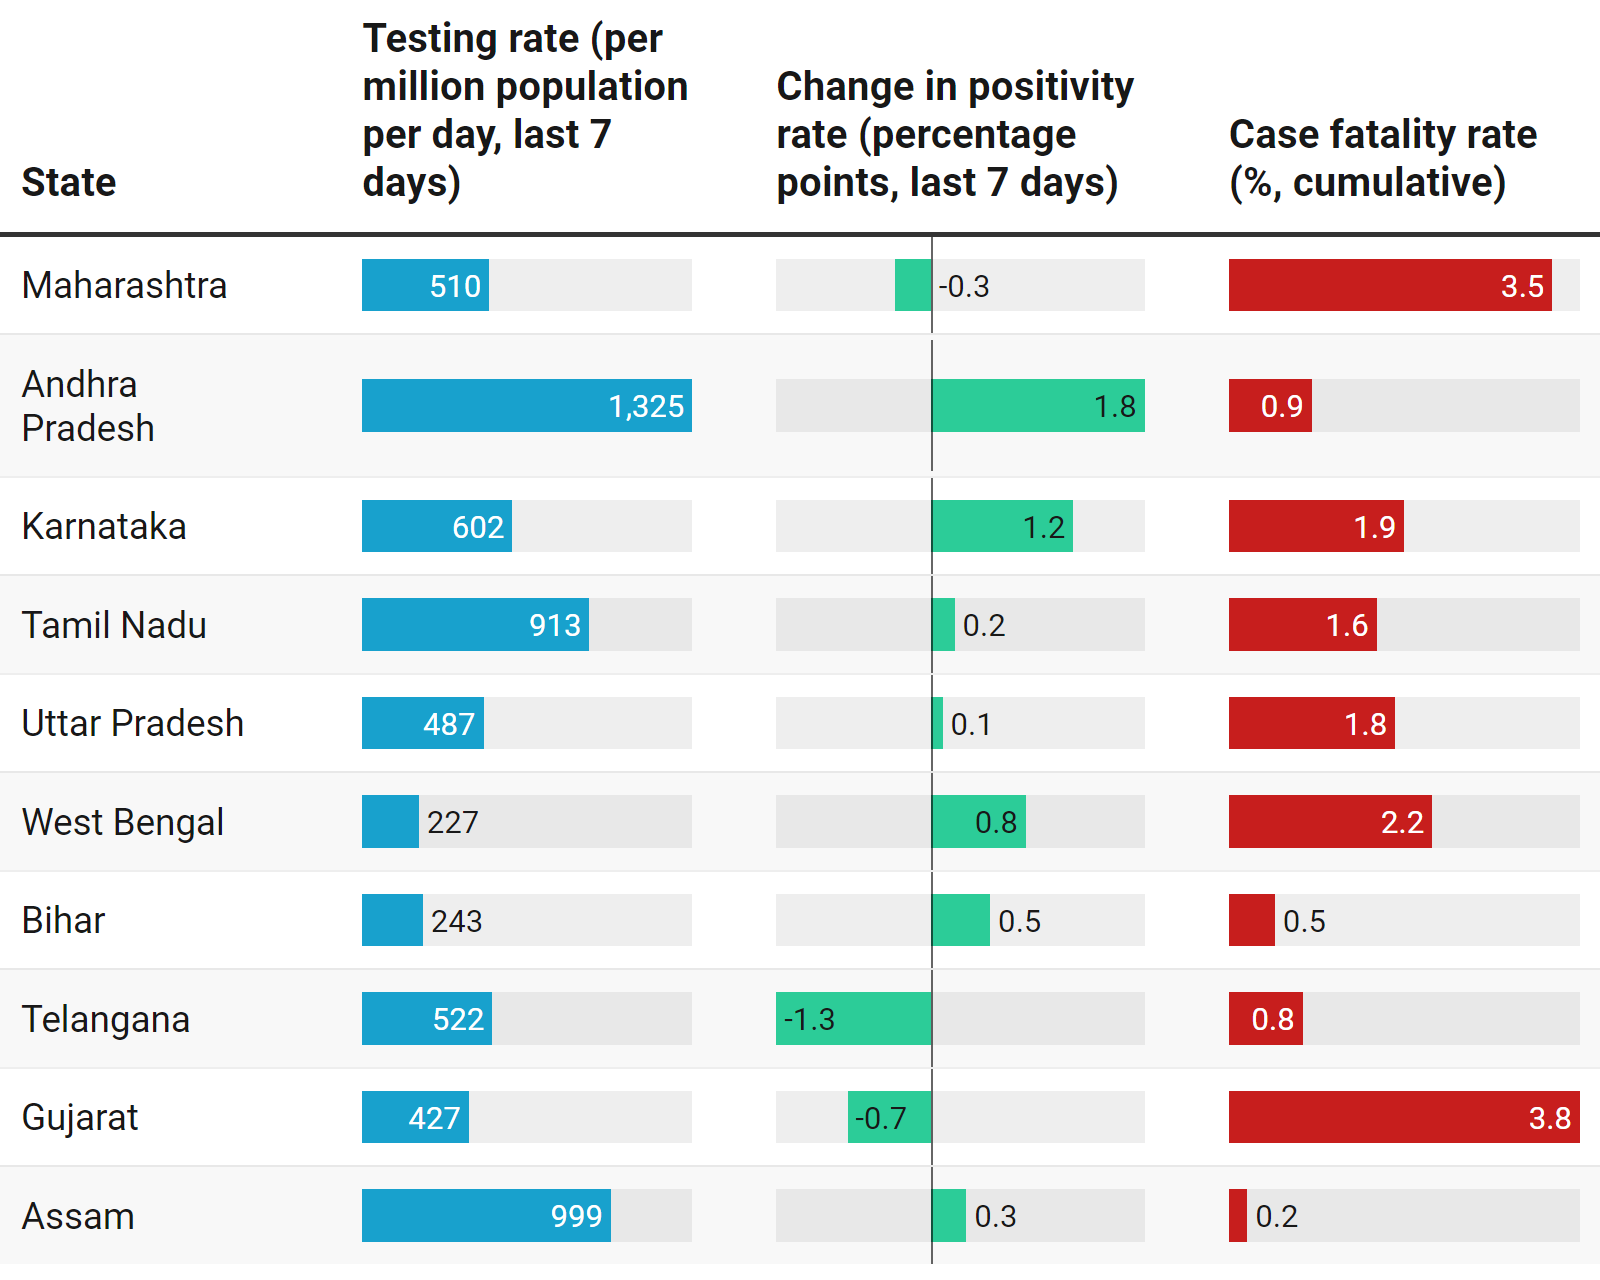 State
Testing rate (per
million population
per day, last 7
days)
Change in positivity
rate (percentage
points, last 7 days)
Case fatality rate
(%, cumulative)
Maharashtra 510 -0.3 3.5
Andhra
Pradesh 1,325 1.8 0.9
Karnataka 602 1.2 1.9
Tamil Nadu 913 0.2 1.6
Uttar Pradesh 487 0.1 1.8
West Bengal 227 0.8 2.2
Bihar 243 0.5 0.5
Telangana 522 -1.3 0.8
Gujarat 427 -0.7 3.8
Assam 999 0.3 0.2